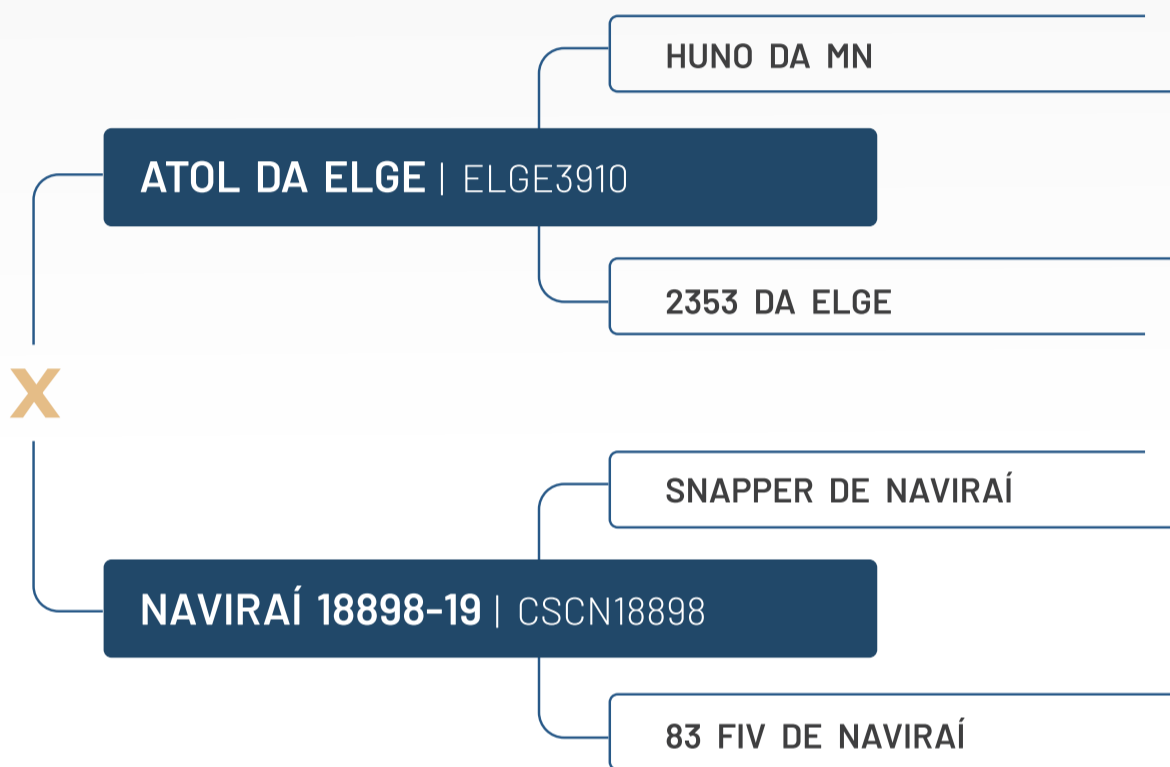 HUNO DA MN
ATOL DA ELGE | ELGE3910
2353 DA ELGE
X
SNAPPER DE NAVIRAÍ
NAVIRAÍ 18898-19 | CSCN18898
83 FIV DE NAVIRAÍ